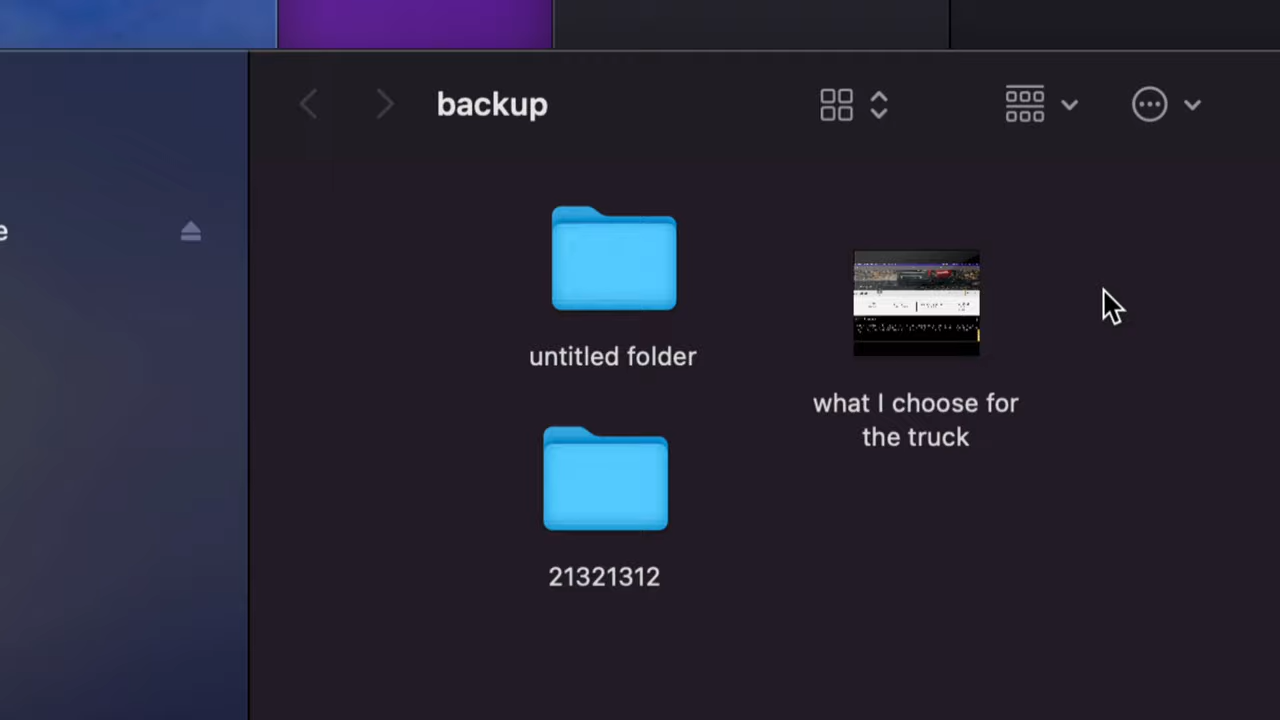 backup
e
untitled folder
what I choose for
the truck
21321312